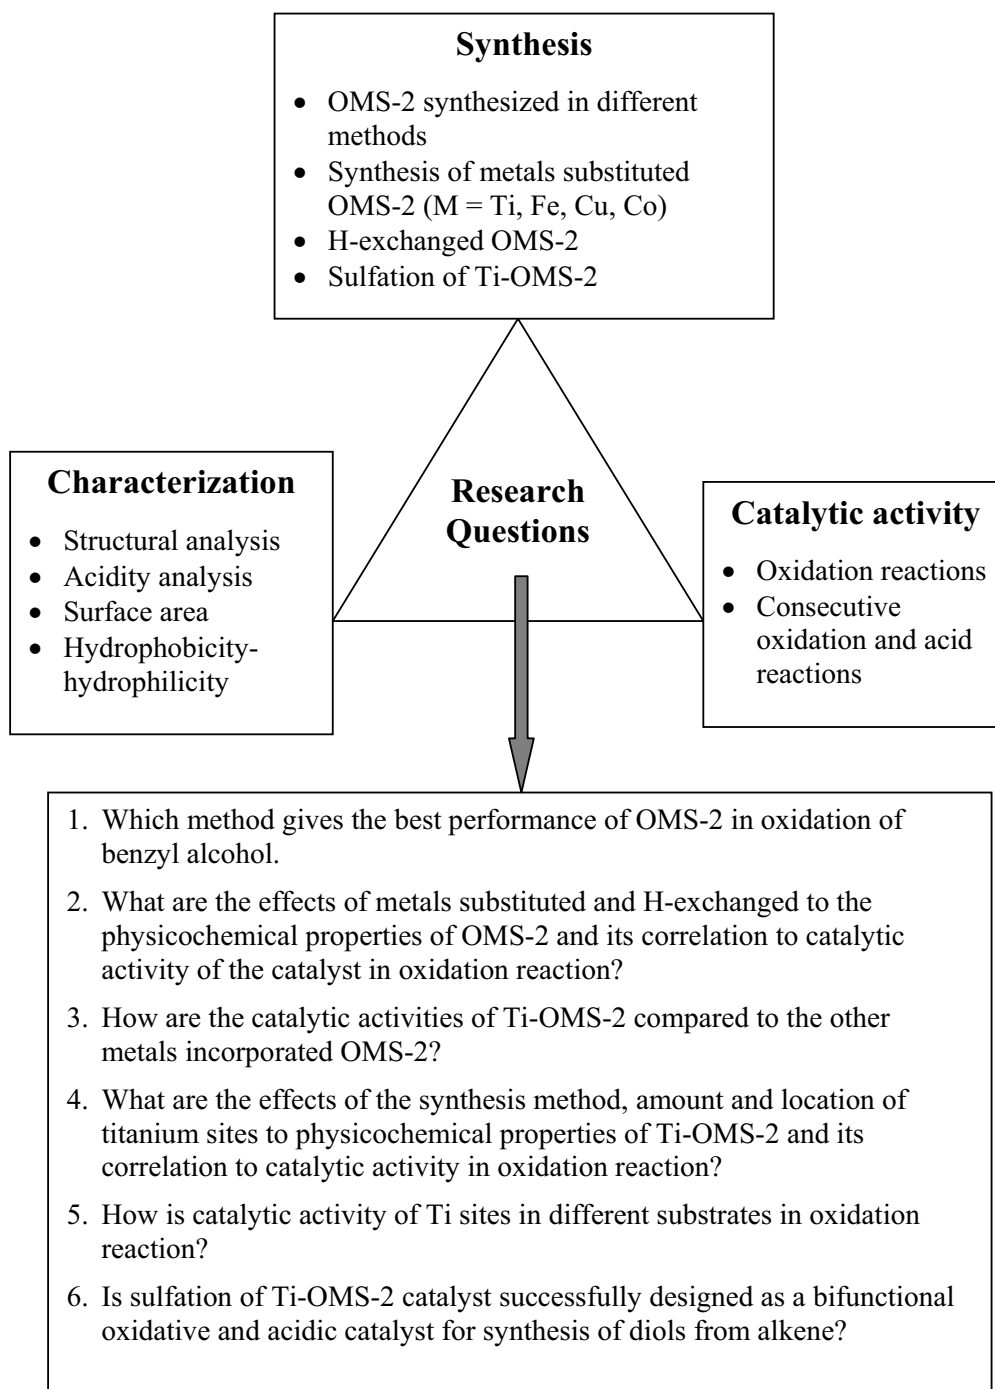 Synthesis
• OMS-2 synthesized in different
methods
• Synthesis of metals substituted
OMS-2 (M = Ti, Fe, Cu, Co)
• H-exchanged OMS-2
• Sulfation of Ti-OMS-2
Characterization
• Structural analysis
• Acidity analysis
• Surface area
• Hydrophobicity-
hydrophilicity
Research
Questions
Catalytic activity
• Oxidation reactions
• Consecutive
oxidation and acid
reactions
1. Which method gives the best performance of OMS-2 in oxidation of
benzyl alcohol.
2. What are the effects of metals substituted and H-exchanged to the
physicochemical properties of OMS-2 and its correlation to catalytic
activity of the catalyst in oxidation reaction?
3. How are the catalytic activities of Ti-OMS-2 compared to the other
metals incorporated OMS-2?
4. What are the effects of the synthesis method, amount and location of
titanium sites to physicochemical properties of Ti-OMS-2 and its
correlation to catalytic activity in oxidation reaction?
5. How is catalytic activity of Ti sites in different substrates in oxidation
reaction?
6. Is sulfation of Ti-OMS-2 catalyst successfully designed as a bifunctional
oxidative and acidic catalyst for synthesis of diols from alkene?